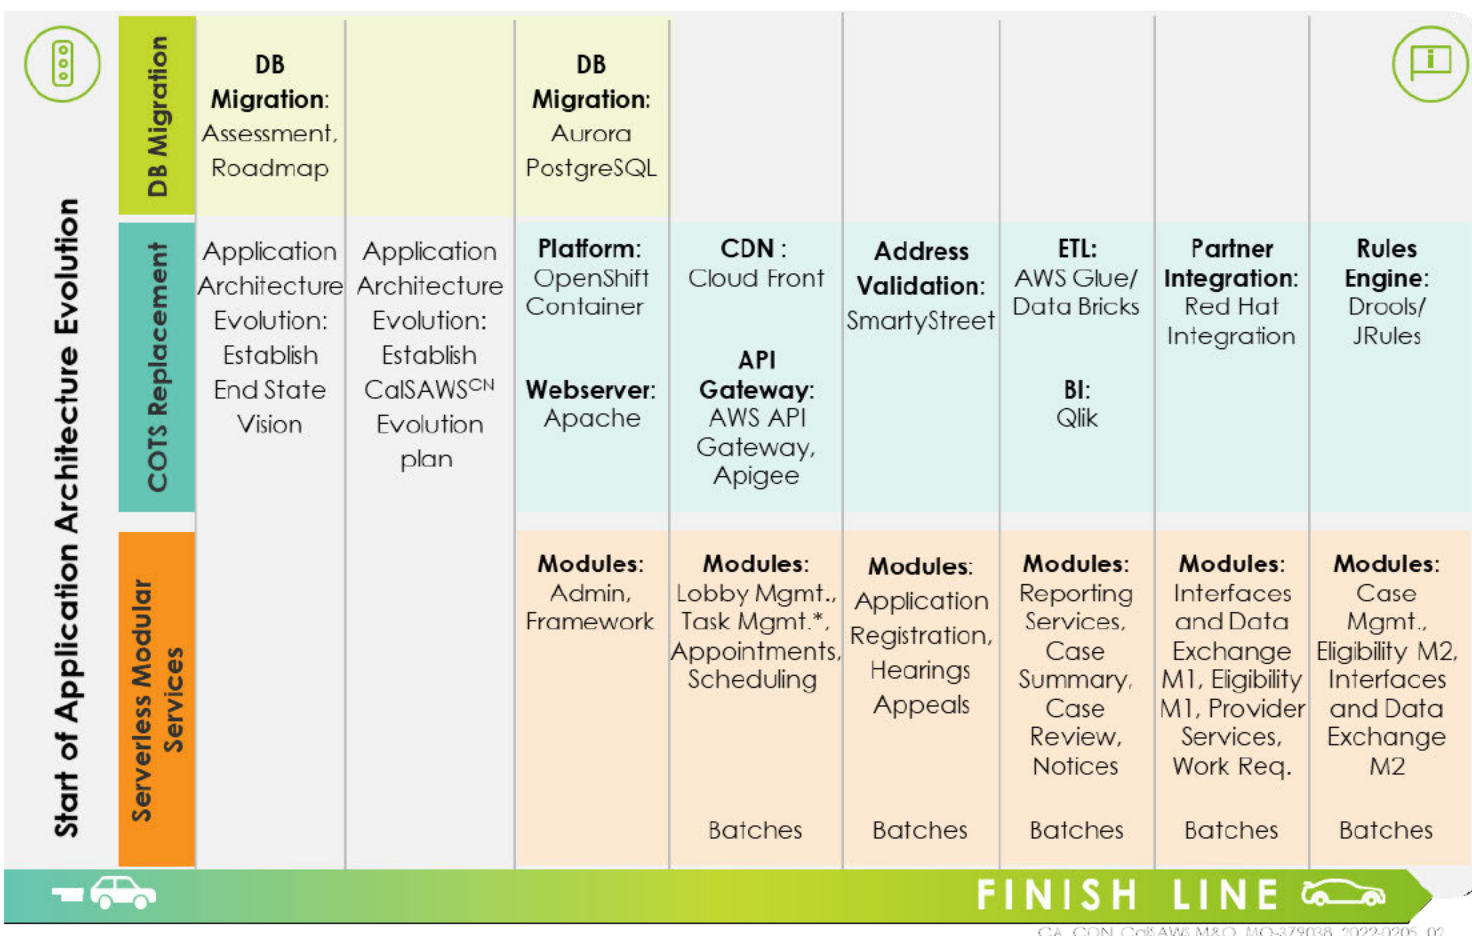 Start of Application Architecture Evolution
DB Migration
DB
Migration:
Assessment,
Roadmap
DB
Migration:
Aurora
PostgreSQL
i
COTS Replacement
Application
Architecture
Evolution:
Establish
End State
Vision
Application
Architecture
Evolution:
Establish
CalSAWSᶜᴺ
Evolution
plan
Platform:
OpenShift
Container
Webserver:
Apache
CDN :
Cloud Front
API
Gateway:
AWS API
Gateway,
Apigee
Address
Validation:
SmartyStreet
ETL:
AWS Glue/
Data Bricks
BI:
Qlik
Partner
Integration:
Red Hat
Integration
Rules
Engine:
Drools/
JRules
Serverless Modular
Services
Modules:
Admin,
Framework
Modules:
Lobby Mgmt.,
Task Mgmt.*,
Appointments,
Scheduling
Batches
Modules:
Application
Registration,
Hearings
Appeals
Batches
Modules:
Reporting
Services,
Case
Summary,
Case
Review,
Notices
Batches
Modules:
Interfaces
and Data
Exchange
M1, Eligibility
M1, Provider
Services,
Work Req.
Batches
Modules:
Case
Mgmt.,
Eligibility M2,
Interfaces
and Data
Exchange
M2
Batches
FINISH LINE
CA_CDN_CalSAWS M&O_MO-379038_2022-0205_02